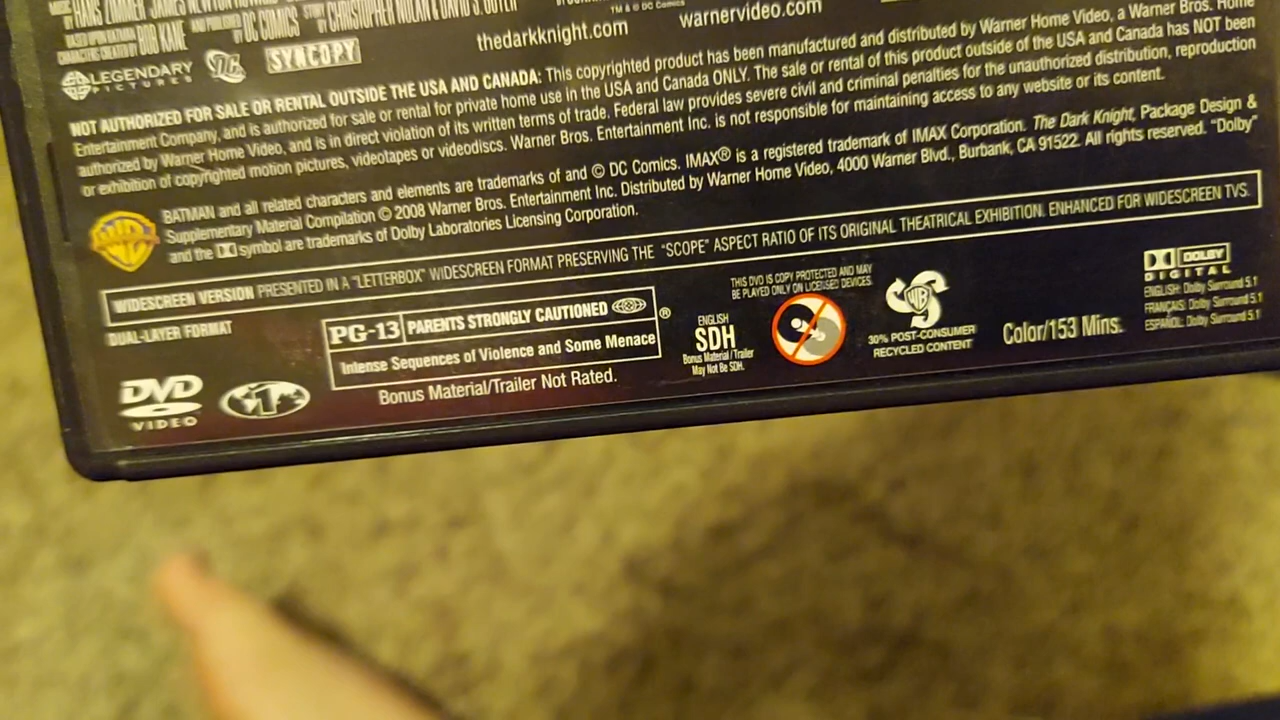 HANS ZIMMER
BOB KANE
DC COMICS
CHRISTOPHER NOLAN & DAVID S. GOYER
TM & © DC Comics
thedarkknight.com
warnervideo.com
LEGENDARY
PICTURES
DC
SYNCOPY
NOT AUTHORIZED FOR SALE OR RENTAL OUTSIDE THE USA AND CANADA: This copyrighted product has been manufactured and distributed by Warner Home Video, a Warner Bros. Home
Entertainment Company, and is authorized for sale or rental for private home use in the USA and Canada ONLY. The sale or rental of this product outside of the USA and Canada has NOT been
authorized by Warner Home Video, and is in direct violation of its written terms of trade. Federal law provides severe civil and criminal penalties for the unauthorized distribution, reproduction
or exhibition of copyrighted motion pictures, videotapes or videodiscs. Warner Bros. Entertainment Inc. is not responsible for maintaining access to any website or its content.
BATMAN and all related characters and elements are trademarks of and © DC Comics. IMAX® is a registered trademark of IMAX Corporation. The Dark Knight, Package Design &
Supplementary Material Compilation © 2008 Warner Bros. Entertainment Inc. Distributed by Warner Home Video, 4000 Warner Blvd., Burbank, CA 91522. All rights reserved. "Dolby"
and the symbol are trademarks of Dolby Laboratories Licensing Corporation.
WB
WIDESCREEN VERSION PRESENTED IN A "LETTERBOX" WIDESCREEN FORMAT PRESERVING THE "SCOPE" ASPECT RATIO OF ITS ORIGINAL THEATRICAL EXHIBITION. ENHANCED FOR WIDESCREEN TVS.
DUAL-LAYER FORMAT
DVD
VIDEO
1
PG-13 PARENTS STRONGLY CAUTIONED ®
Intense Sequences of Violence and Some Menace
Bonus Material/Trailer Not Rated.
ENGLISH
SDH
Bonus Material/Trailer
May Not Be SDH.
THIS DVD IS COPY PROTECTED AND MAY
BE PLAYED ONLY ON LICENSED DEVICES.
WB
30% POST-CONSUMER
RECYCLED CONTENT
Color/153 Mins.
DOLBY
DIGITAL
ENGLISH: Dolby Surround 5.1
FRANÇAIS: Dolby Surround 5.1
ESPAÑOL: Dolby Surround 5.1